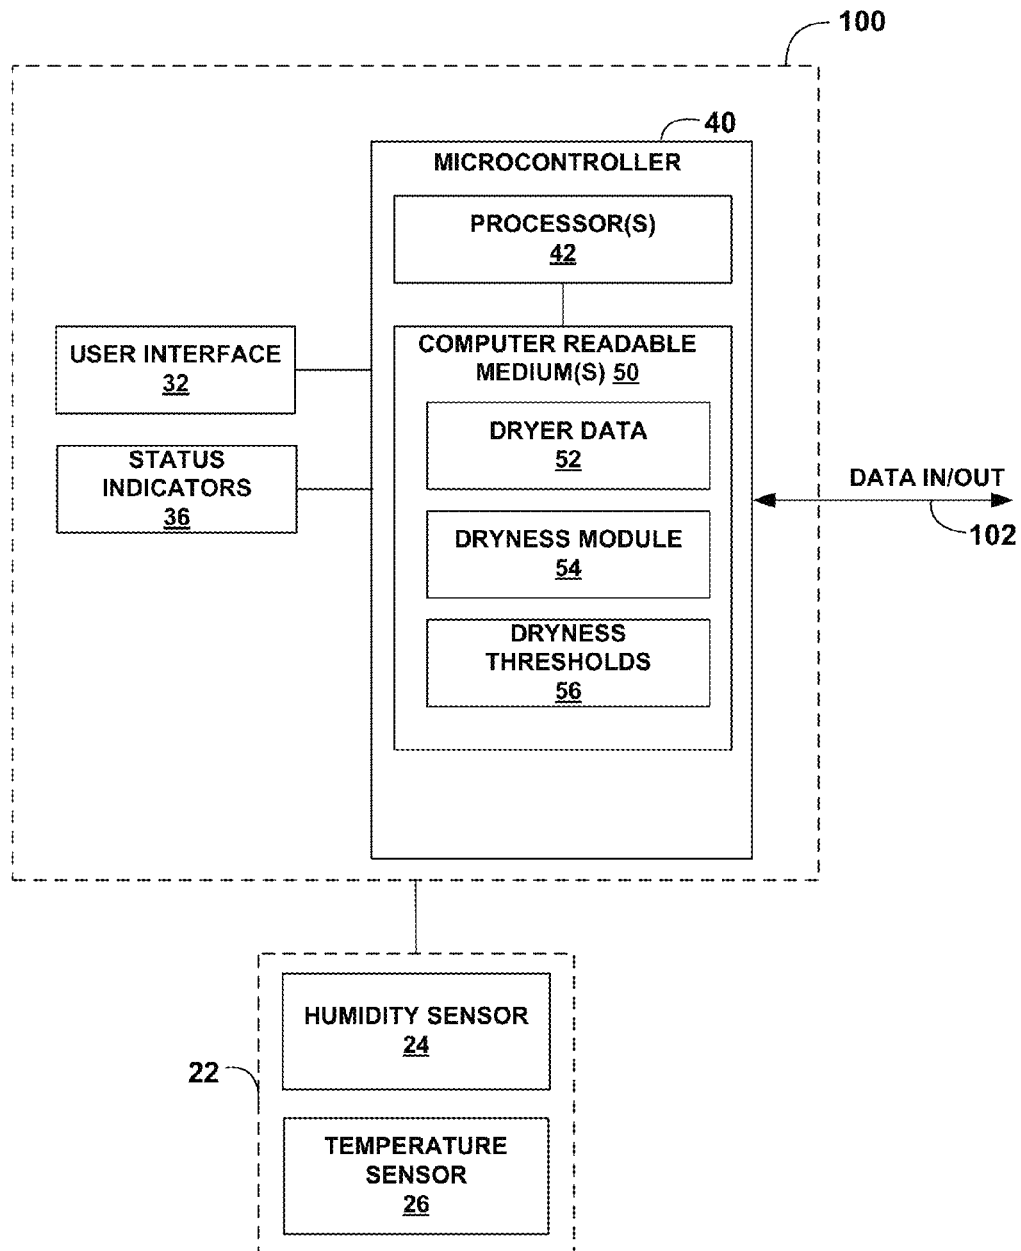 100
40
MICROCONTROLLER
PROCESSOR(S)
42
USER INTERFACE
32
COMPUTER READABLE
MEDIUM(S) 50
DRYER DATA
52
STATUS
INDICATORS
36
DATA IN/OUT
102
DRYNESS MODULE
54
DRYNESS
THRESHOLDS
56
HUMIDITY SENSOR
24
22
TEMPERATURE
SENSOR
26